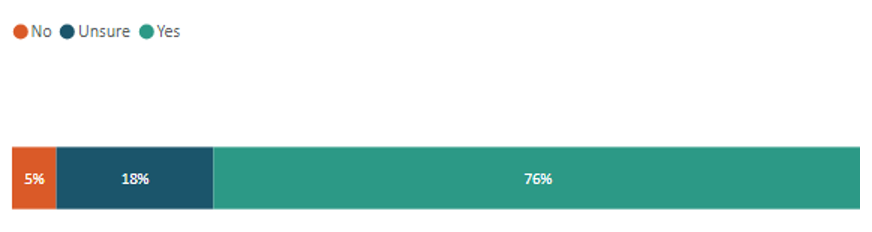 No Unsure Yes
5% 18% 76%